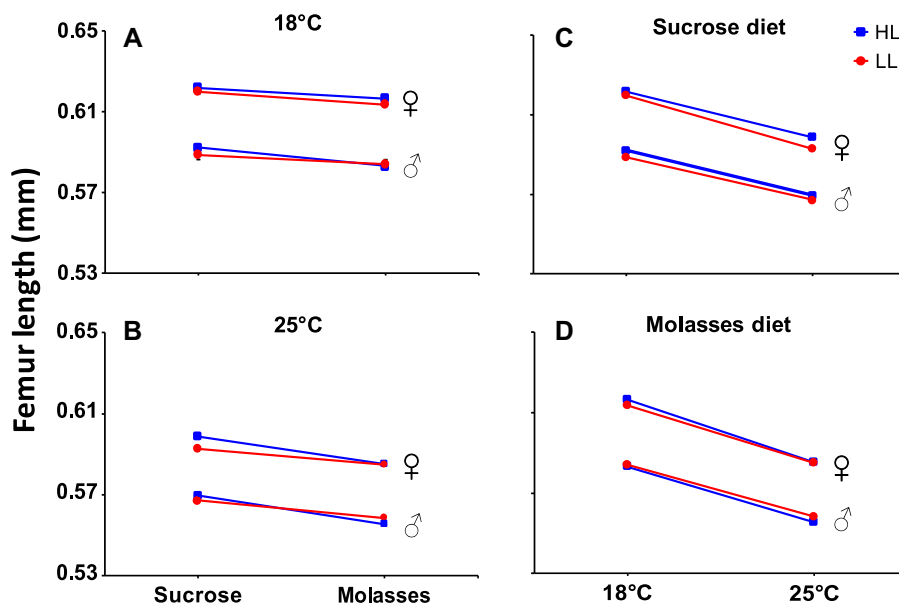 A 18°C
0.65
0.61
♀
♂
0.57
0.53
C Sucrose diet
HL
LL
♀
♂
Femur length (mm)
B 25°C
0.65
0.61
♀
0.57
♂
0.53
Sucrose Molasses
D Molasses diet
♀
♂
18°C 25°C